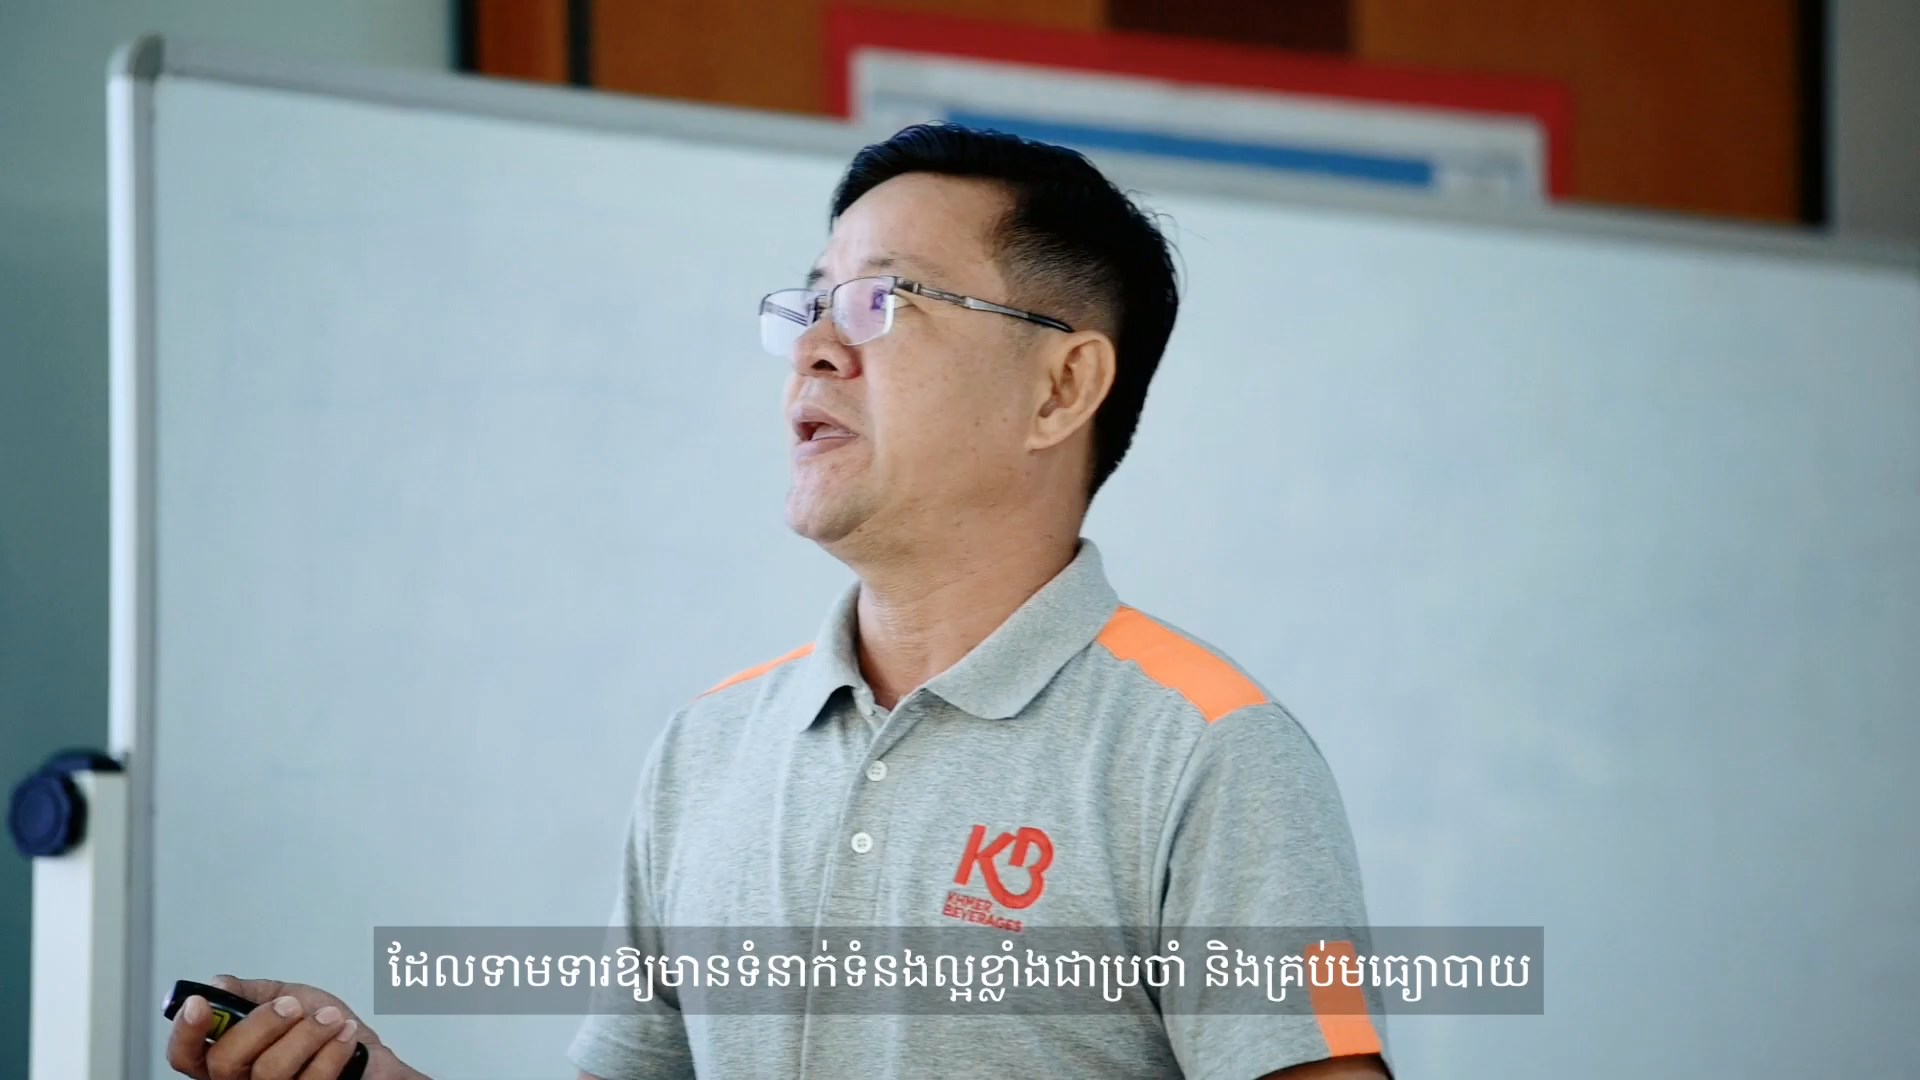 KB
KHMER
BEVERAGES
ដែលទាមទារឱ្យមានទំនាក់ទំនងល្អខ្លាំងជាប្រចាំ និងគ្រប់មធ្យោបាយ